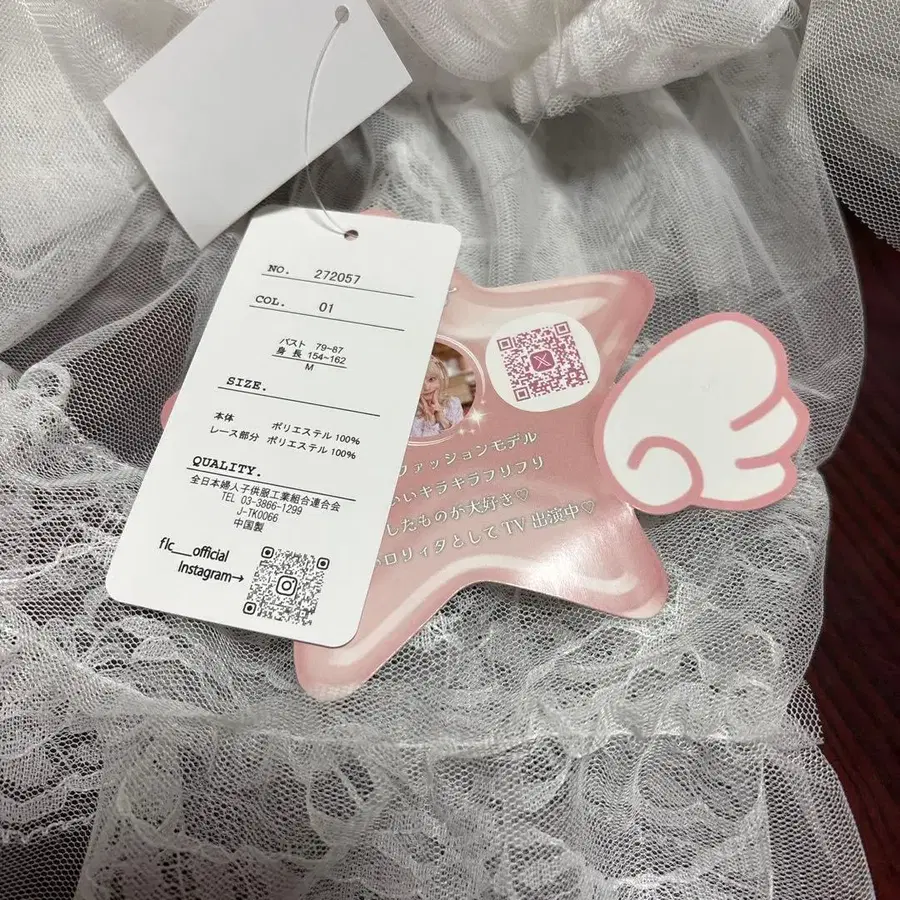 NO. 272057
COL. 01
バスト 79~87
身 長 154~162
M
SIZE.
本体 ポリエステル 100%
レース部分 ポリエステル 100%
QUALITY.
全日本婦人子供服工業組合連合会
TEL 03-3866-1299
J-TK0066
中国製
flc__official
Instagram→
ファッションモデル
いキラキラフリフリ
したものが大好き♡
ロリィタとして TV 出演中♡